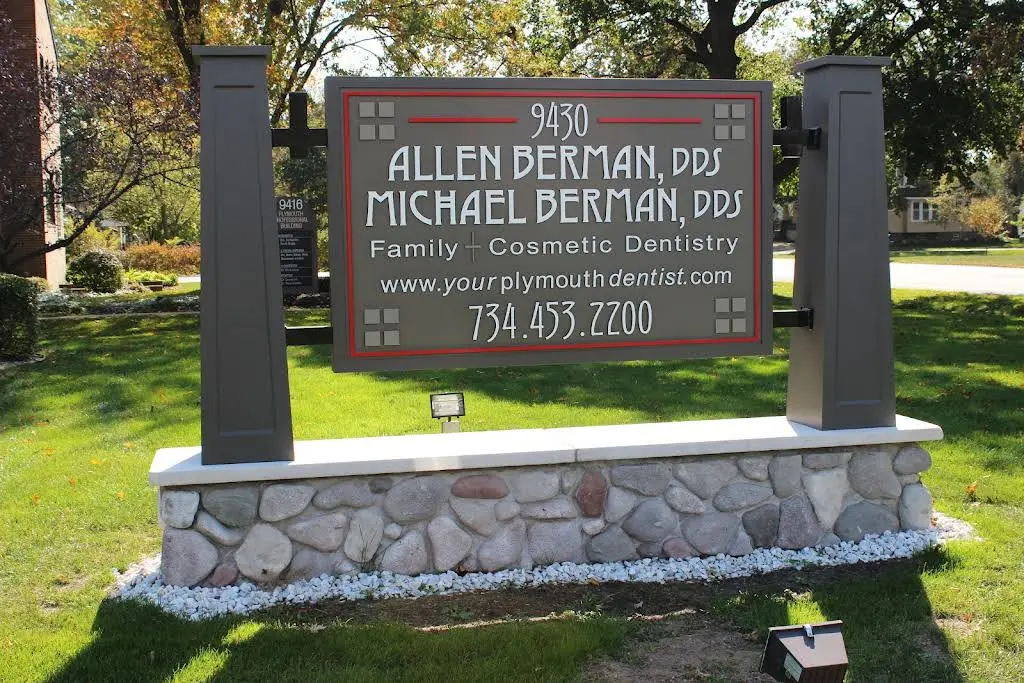 9430
ALLEN BERMAN, DDS
MICHAEL BERMAN, DDS
Family + Cosmetic Dentistry
www.yourplymouthdentist.com
734.453.2200
9416
PLYMOUTH
PROFESSIONAL
BUILDING